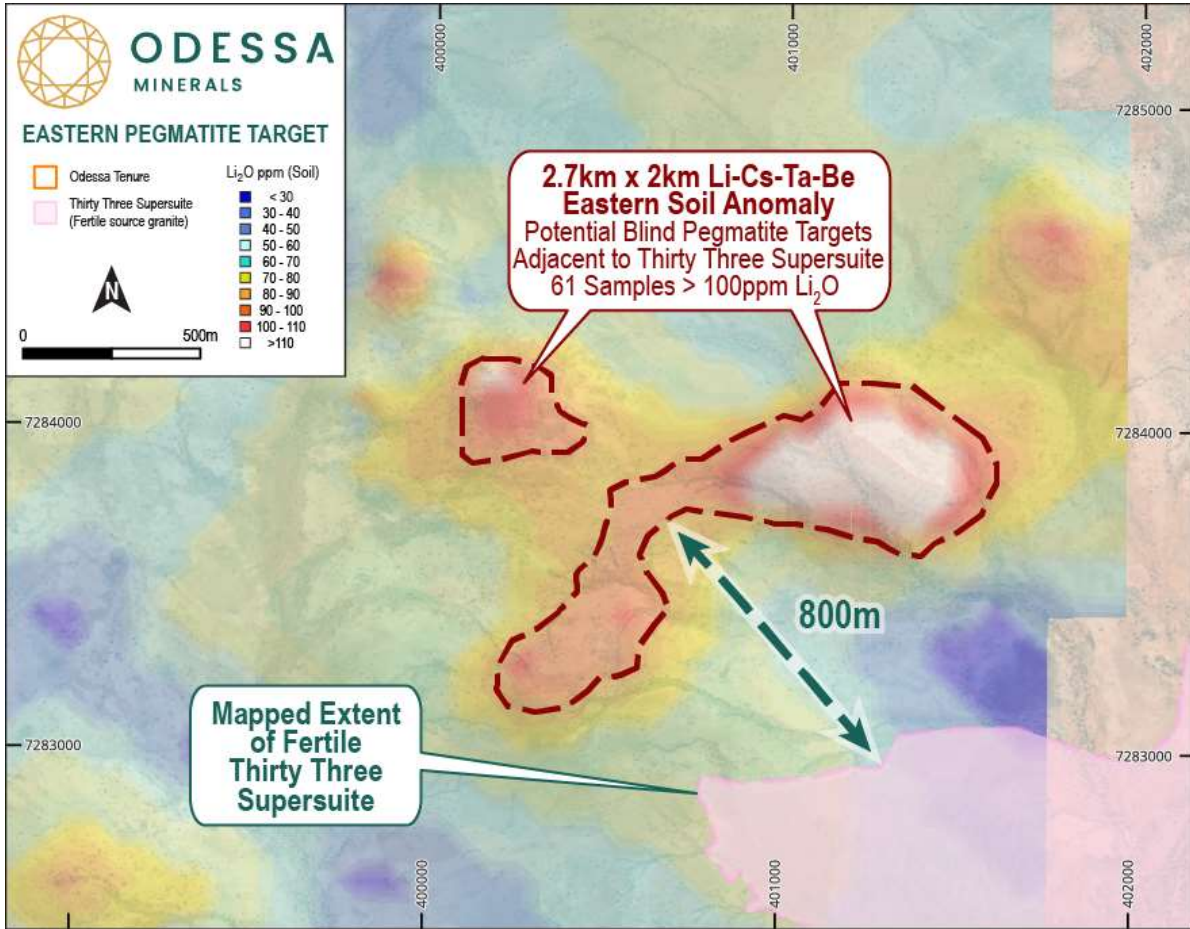 ODESSA
MINERALS
EASTERN PEGMATITE TARGET
Odessa Tenure
Thirty Three Supersuite
(Fertile source granite)
Li₂O ppm (Soil)
< 30
30 - 40
40 - 50
50 - 60
60 - 70
70 - 80
80 - 90
90 - 100
100 - 110
>110
N
0 500m
400000
401000
402000
7285000
2.7km x 2km Li-Cs-Ta-Be
Eastern Soil Anomaly
Potential Blind Pegmatite Targets
Adjacent to Thirty Three Supersuite
61 Samples > 100ppm Li₂O
7284000
7284000
800m
Mapped Extent
of Fertile
Thirty Three
Supersuite
7283000
7283000
400000
401000
402000